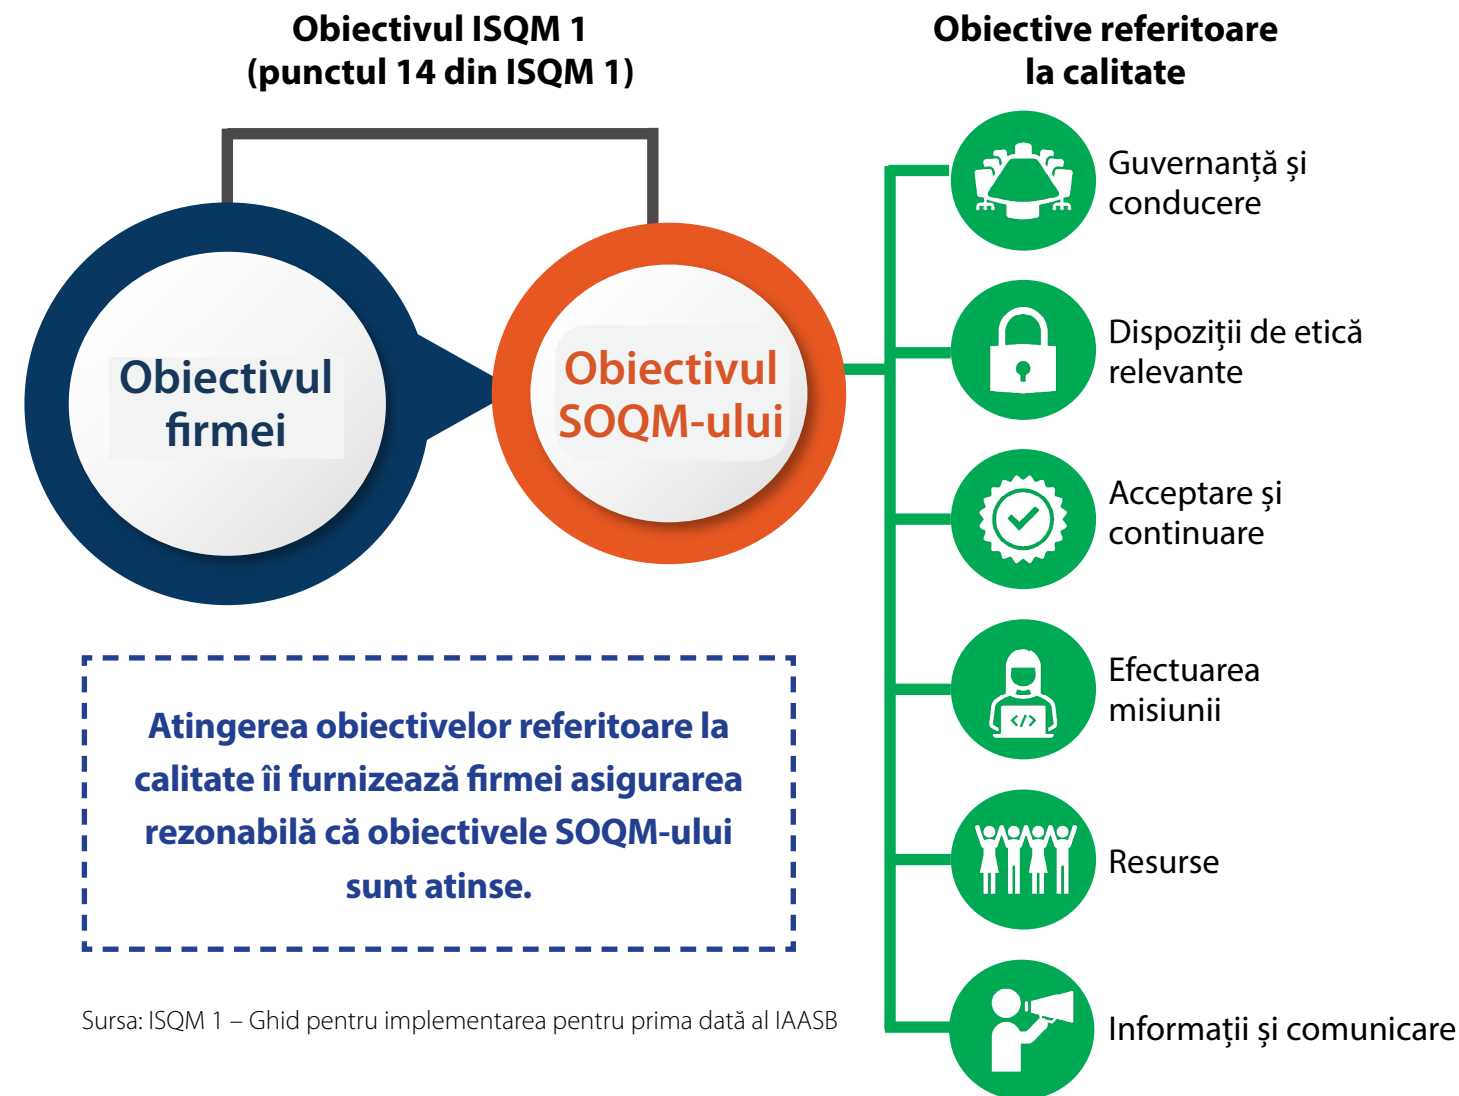 Obiectivul ISQM 1
(punctul 14 din ISQM 1)
Obiective referitoare
la calitate
Obiectivul
firmei
Obiectivul
SOQM-ului
Guvernanță și
conducere
Dispoziții de etică
relevante
Acceptare și
continuare
Efectuarea
misiunii
</>
Resurse
Informații și comunicare
Atingerea obiectivelor referitoare la
calitate îi furnizează firmei asigurarea
rezonabilă că obiectivele SOQM-ului
sunt atinse.
Sursa: ISQM 1 – Ghid pentru implementarea pentru prima dată al IAASB